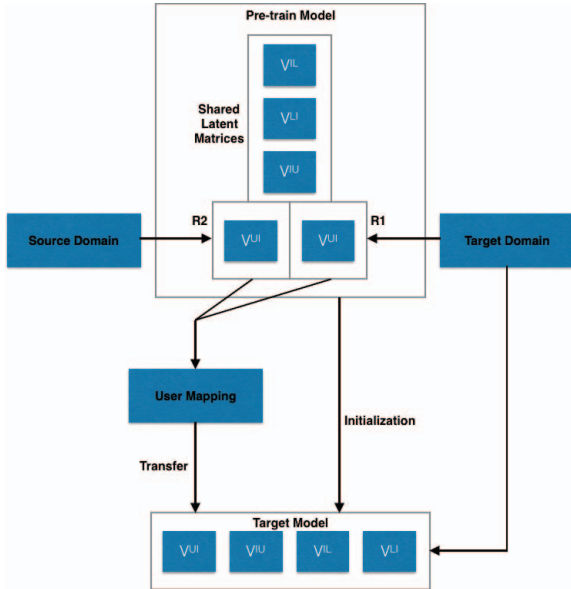 Pre-train Model
V^IL
Shared
Latent
Matrices
V^LI
V^IU
R2
R1
Source Domain
V^UI
V^UI
Target Domain
User Mapping
Initialization
Transfer
Target Model
V^UI
V^IU
V^IL
V^LI